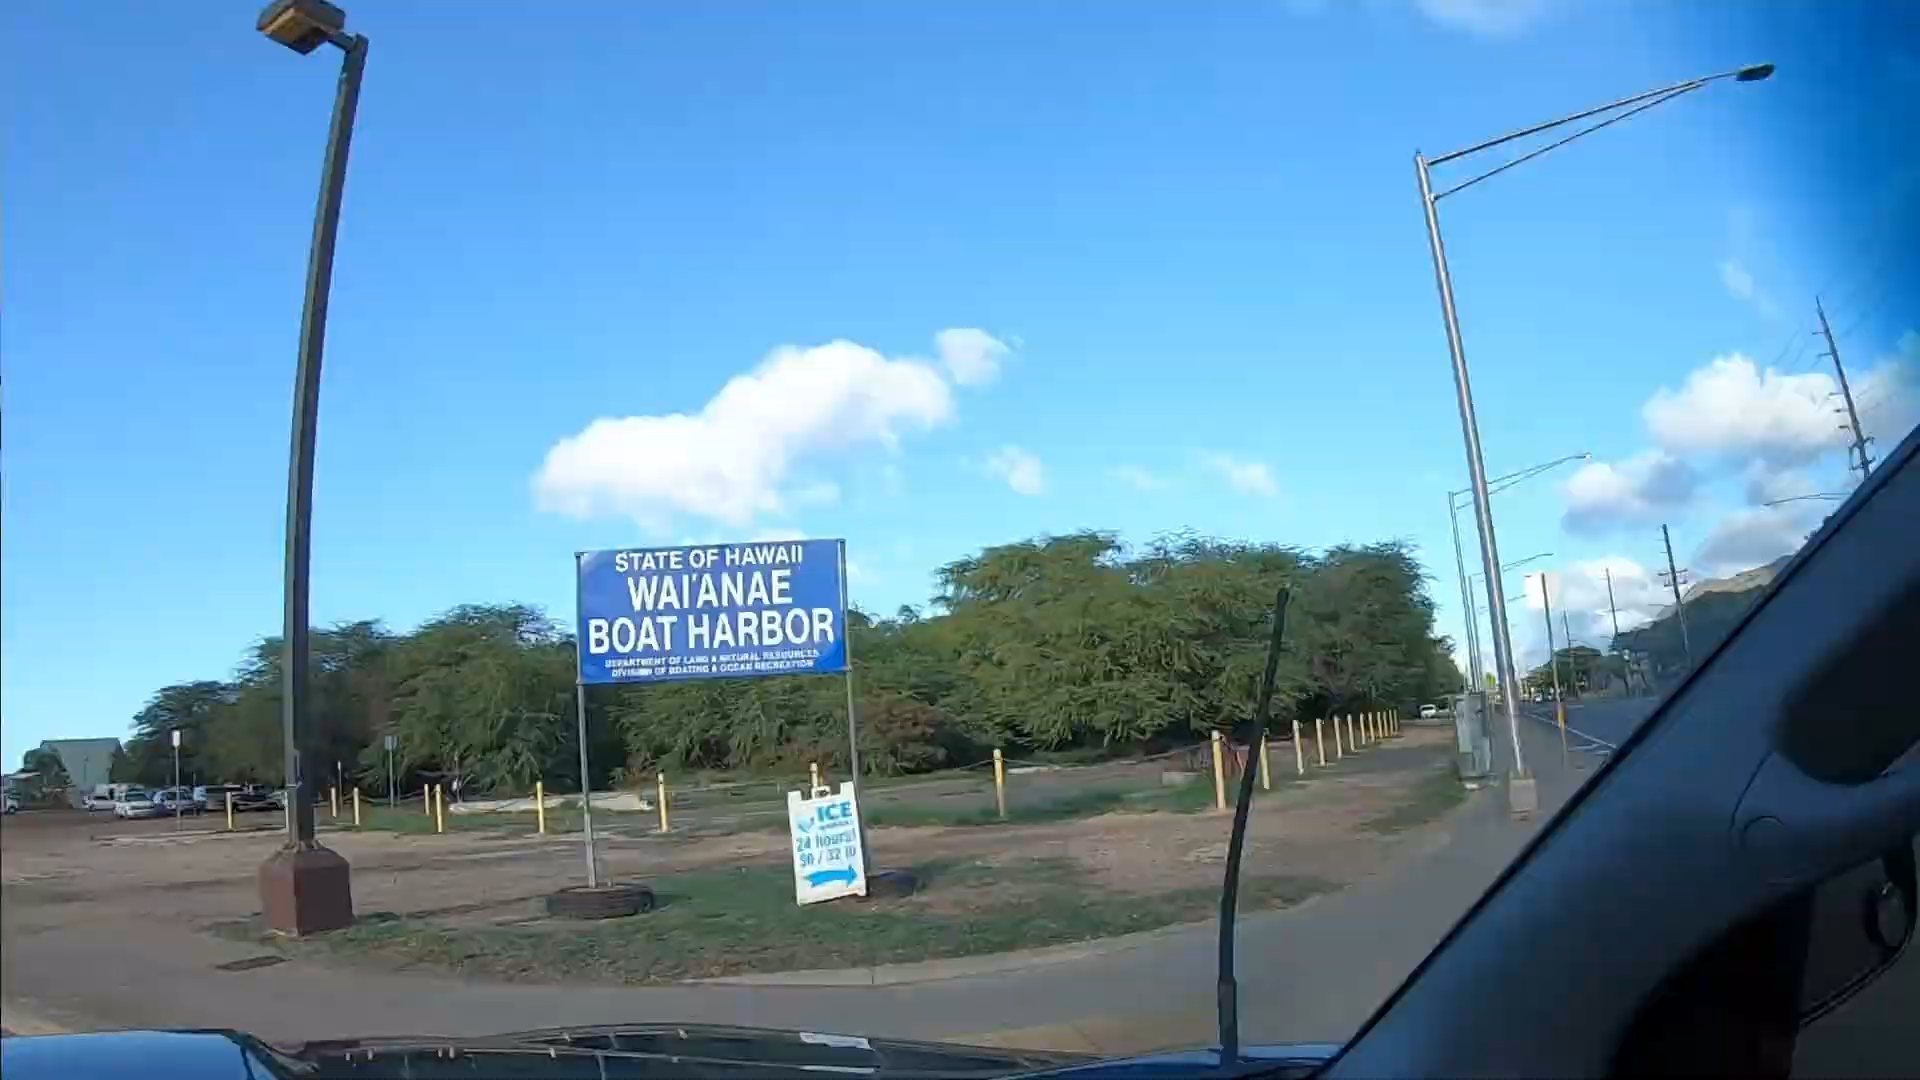 STATE OF HAWAII
WAI'ANAE
BOAT HARBOR
DEPARTMENT OF LAND & NATURAL RESOURCES
DIVISION OF BOATING & OCEAN RECREATION
ICE
24 hours!